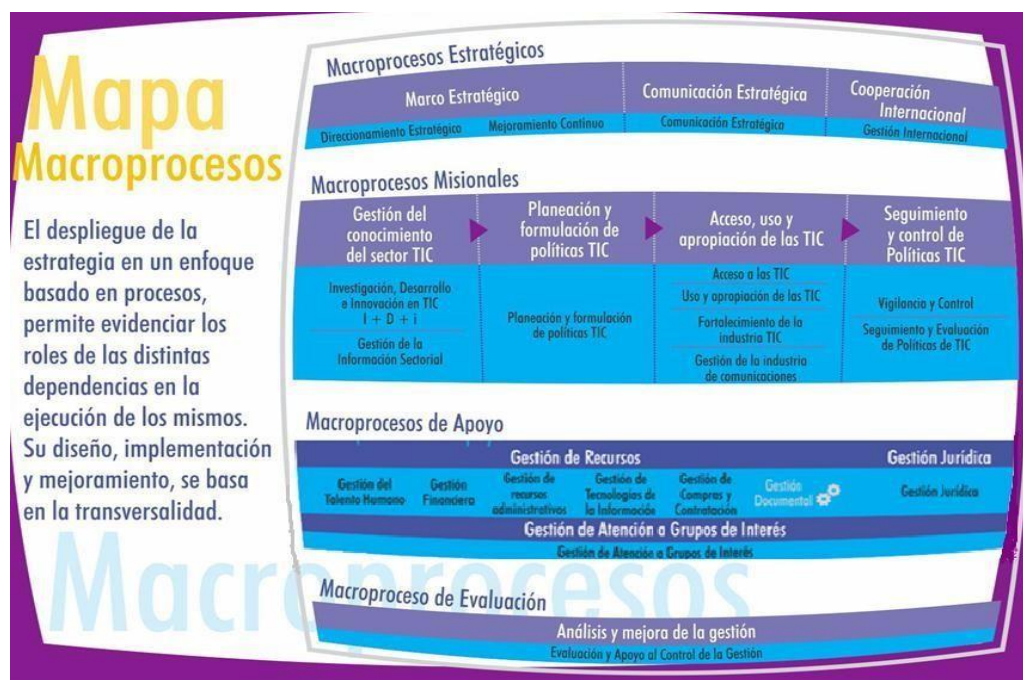 Mapa
Macroprocesos
El despliegue de la
estrategia en un enfoque
basado en procesos,
permite evidenciar los
roles de las distintas
dependencias en la
ejecución de los mismos.
Su diseño, implementación
y mejoramiento, se basa
en la transversalidad.
Macroprocesos
Macroprocesos Estratégicos
Marco Estratégico
Comunicación Estratégica
Cooperación
Internacional
Direccionamiento Estratégico
Mejoramiento Continuo
Comunicación Estratégica
Gestión Internacional
Macroprocesos Misionales
Gestión del
conocimiento
del sector TIC
Planeación y
formulación de
políticas TIC
Acceso, uso y
apropiación de las TIC
Seguimiento
y control de
Políticas TIC
Investigación, Desarrollo
e Innovación en TIC
I + D + i
Gestión de la
Información Sectorial
Planeación y formulación
de políticas TIC
Acceso a las TIC
Uso y apropiación de las TIC
Fortalecimiento de la
industria TIC
Gestión de la industria
de comunicaciones
Vigilancia y Control
Seguimiento y Evaluación
de Políticas de TIC
Macroprocesos de Apoyo
Gestión de Recursos
Gestión Jurídica
Gestión del
Talento Humano
Gestión
Financiera
Gestión de
recursos
administrativos
Gestión de
Tecnologías de
la Información
Gestión de
Compras y
Contratación
Gestión
Documental
Gestión Jurídica
Gestión de Atención a Grupos de Interés
Gestión de Atención a Grupos de Interés
Macroproceso de Evaluación
Análisis y mejora de la gestión
Evaluación y Apoyo al Control de la Gestión